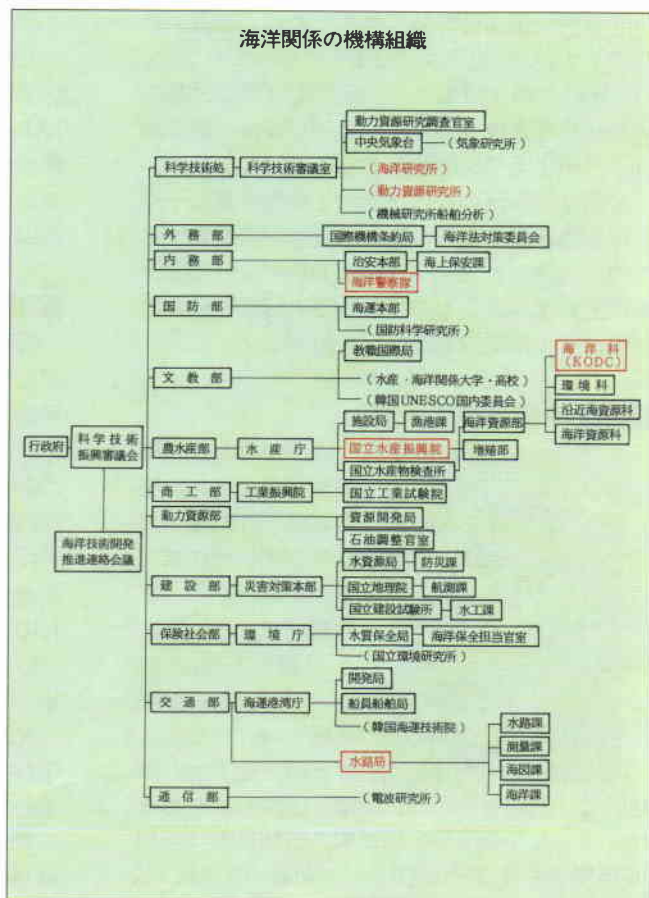 海洋関係の機構組織
動力資源研究調査官室
中央気象台 (気象研究所)
科学技術処 科学技術審議室 (海洋研究所)
(動力資源研究所)
(機械研究所船舶分析)
外務部 国際機構条約局 海洋法対策委員会
内務部 治安本部 海上保安課
海洋警察隊
国防部 海運本部
(国防科学研究所)
教職国際局
文教部 (水産・海洋関係大学・高校)
(韓国UNESCO国内委員会)
海洋科
(KODC)
環境科
沿近海資源科
海洋資源科
行政府 科学技術
振興審議会
海洋技術開発
推進連絡会議
農水産部 水産庁 施設局 漁港課 海洋資源部
国立水産振興院 増殖部
国立水産物検査所
商工部 工業振興院 国立工業試験院
動力資源部 資源開発局
石油調整官室
水資源局 防災課
建設部 災害対策本部 国立地理院 航測課
国立建設試験所 水工課
保険社会部 環境庁 水質保全局 海洋保全担当官室
(国立環境研究所)
開発局
交通部 海運港湾庁 船員船舶局
(韓国海運技術院)
水路局
水路課
測量課
海図課
海洋課
通信部 (電波研究所)